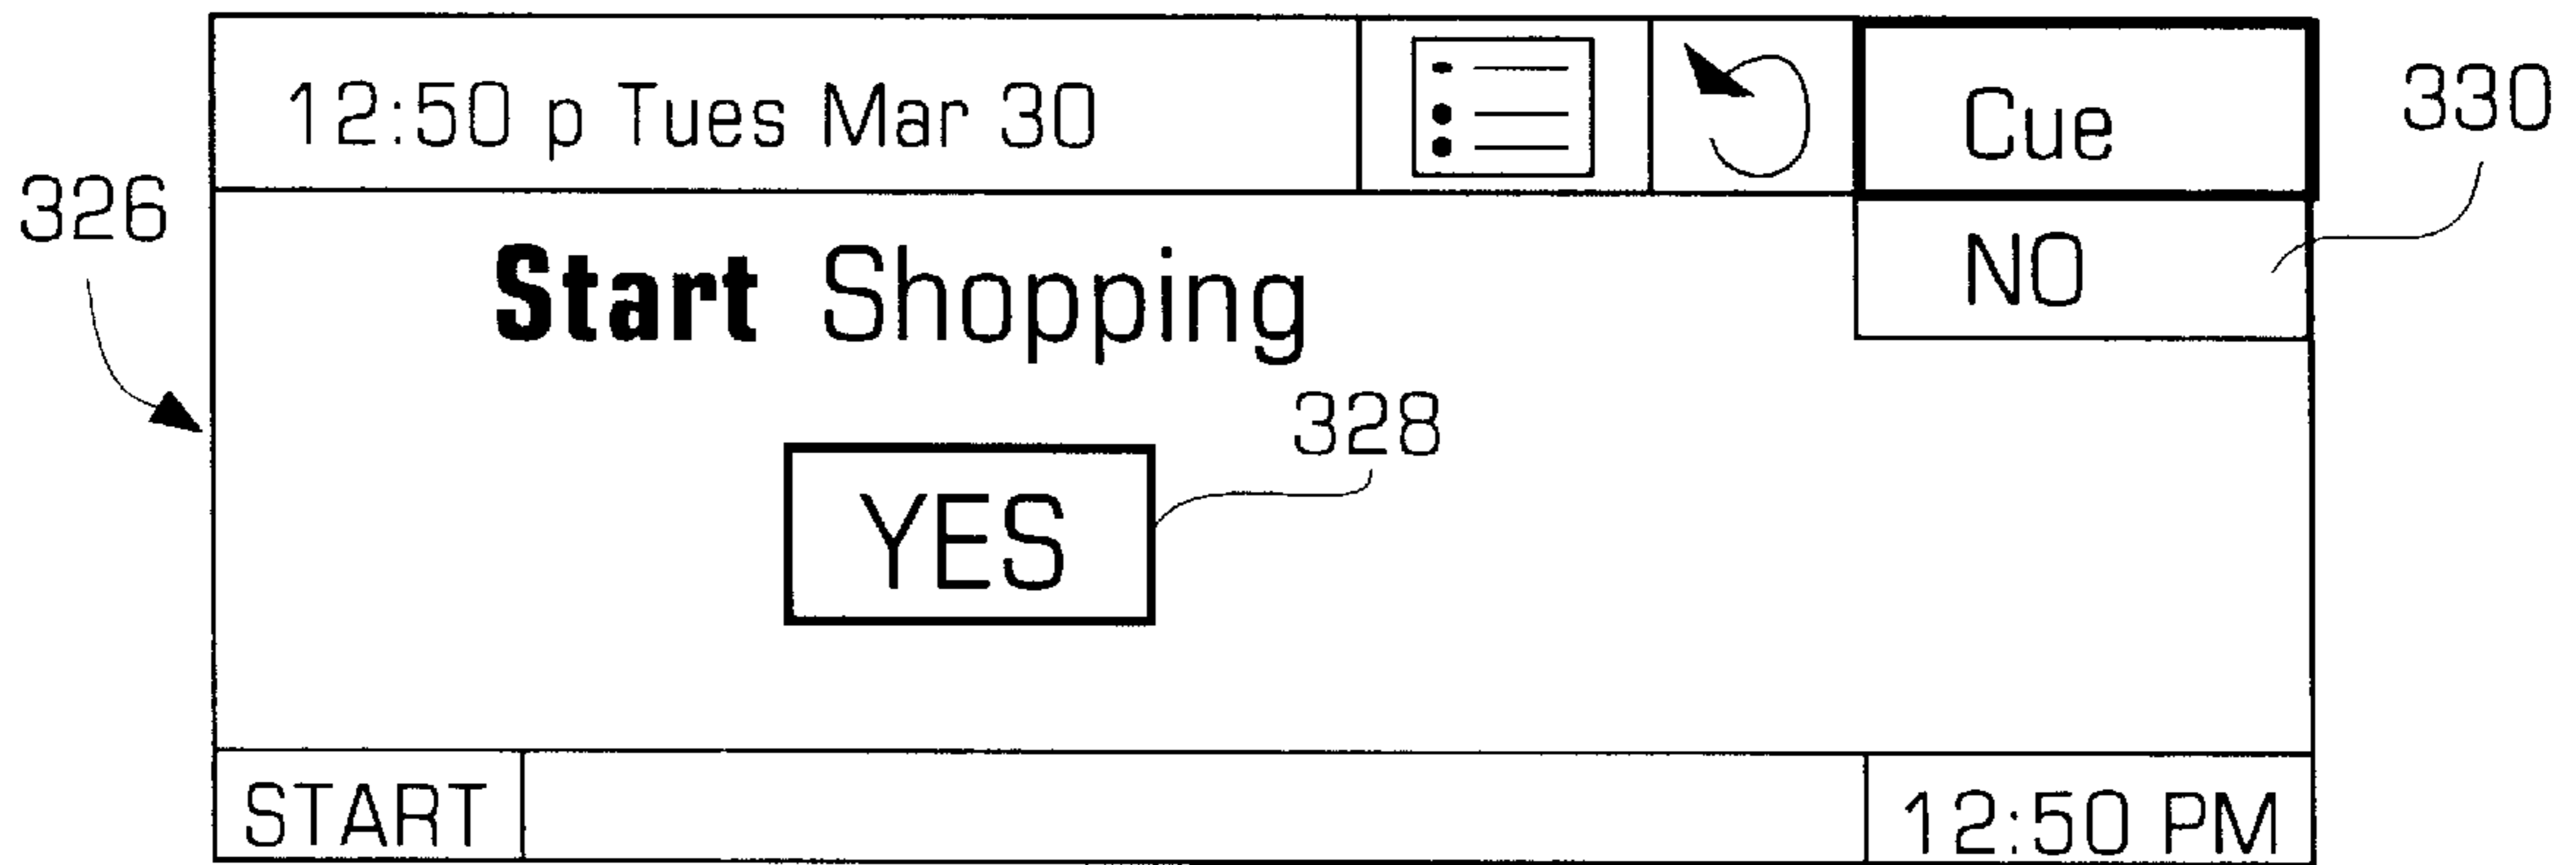 12:50 p Tues Mar 30
Cue
330
326
NO
Start Shopping
328
YES
START
12:50 PM